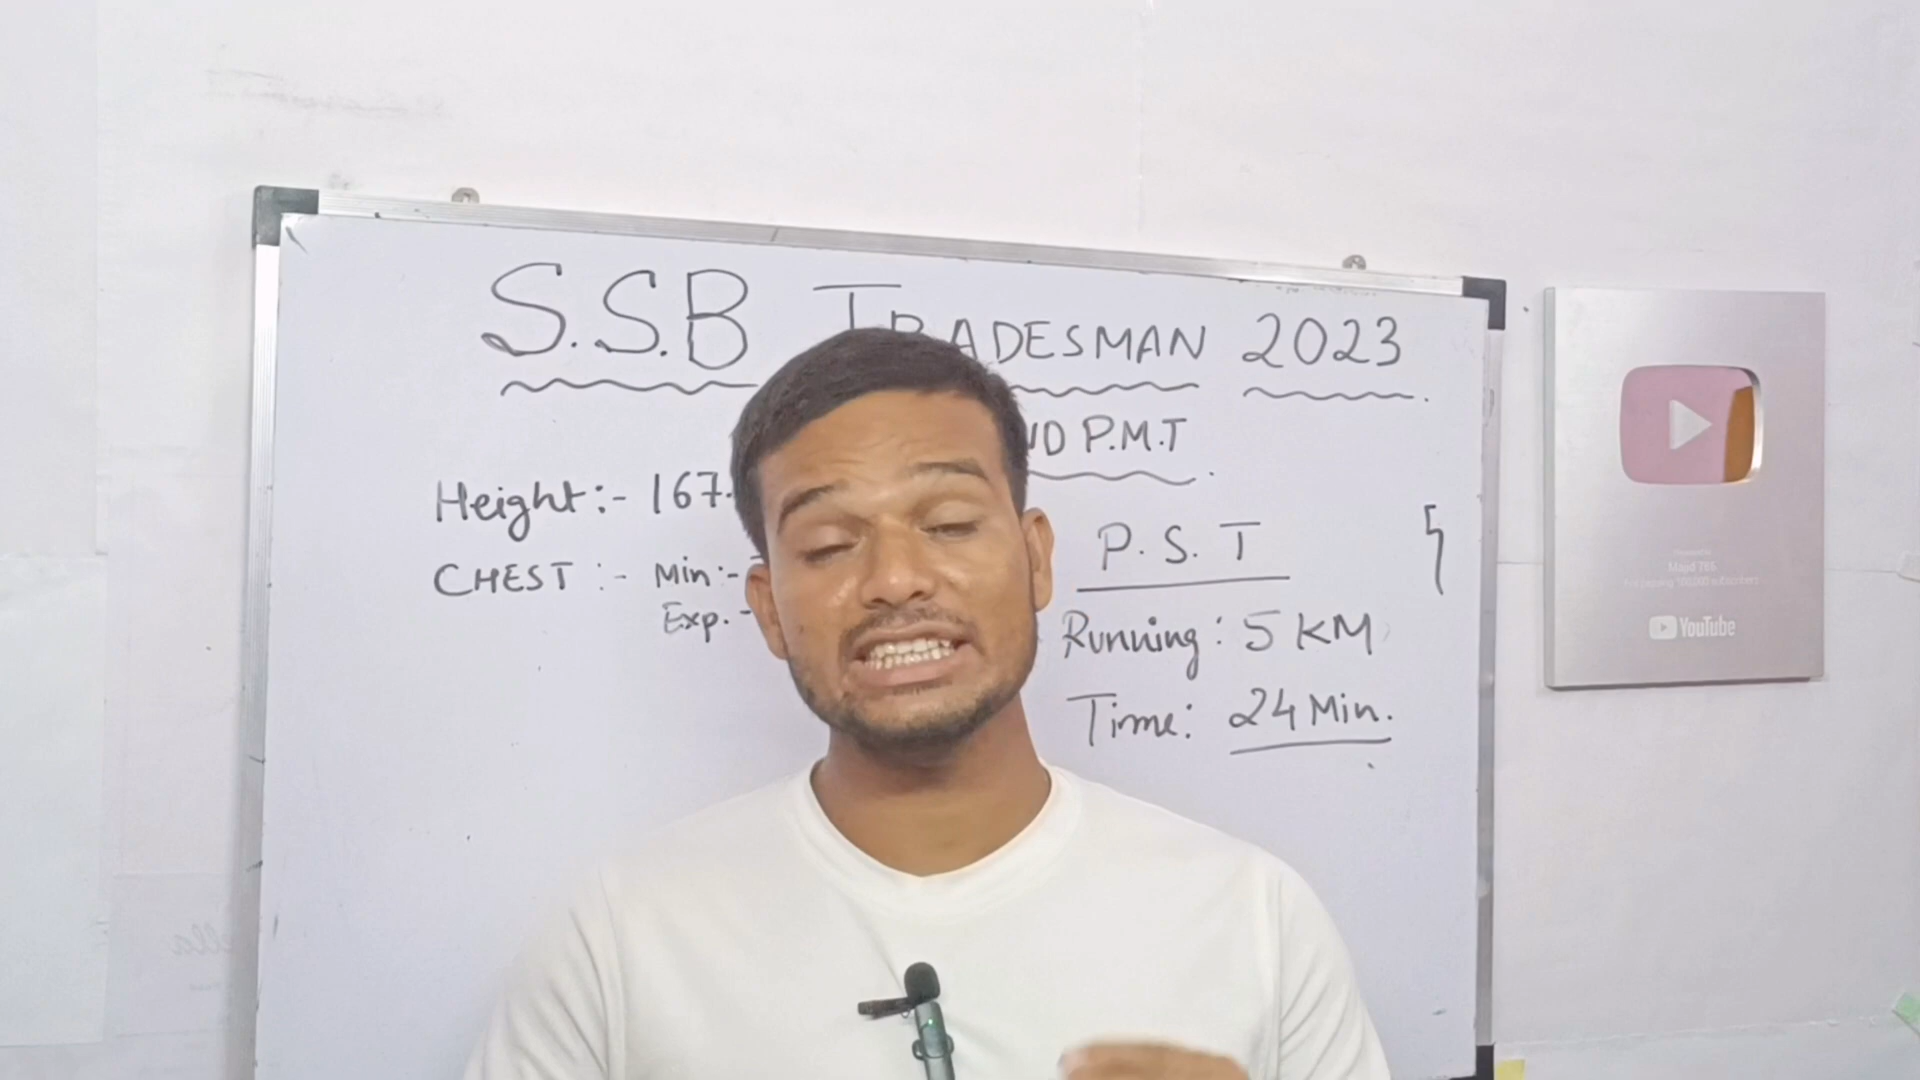 S.S.B TRADESMAN 2023
P.M.T
Height:- 167.
CHEST :- Min:-
Exp.-
P.S.T
Running: 5 KM
Time: 24 Min.
YouTube